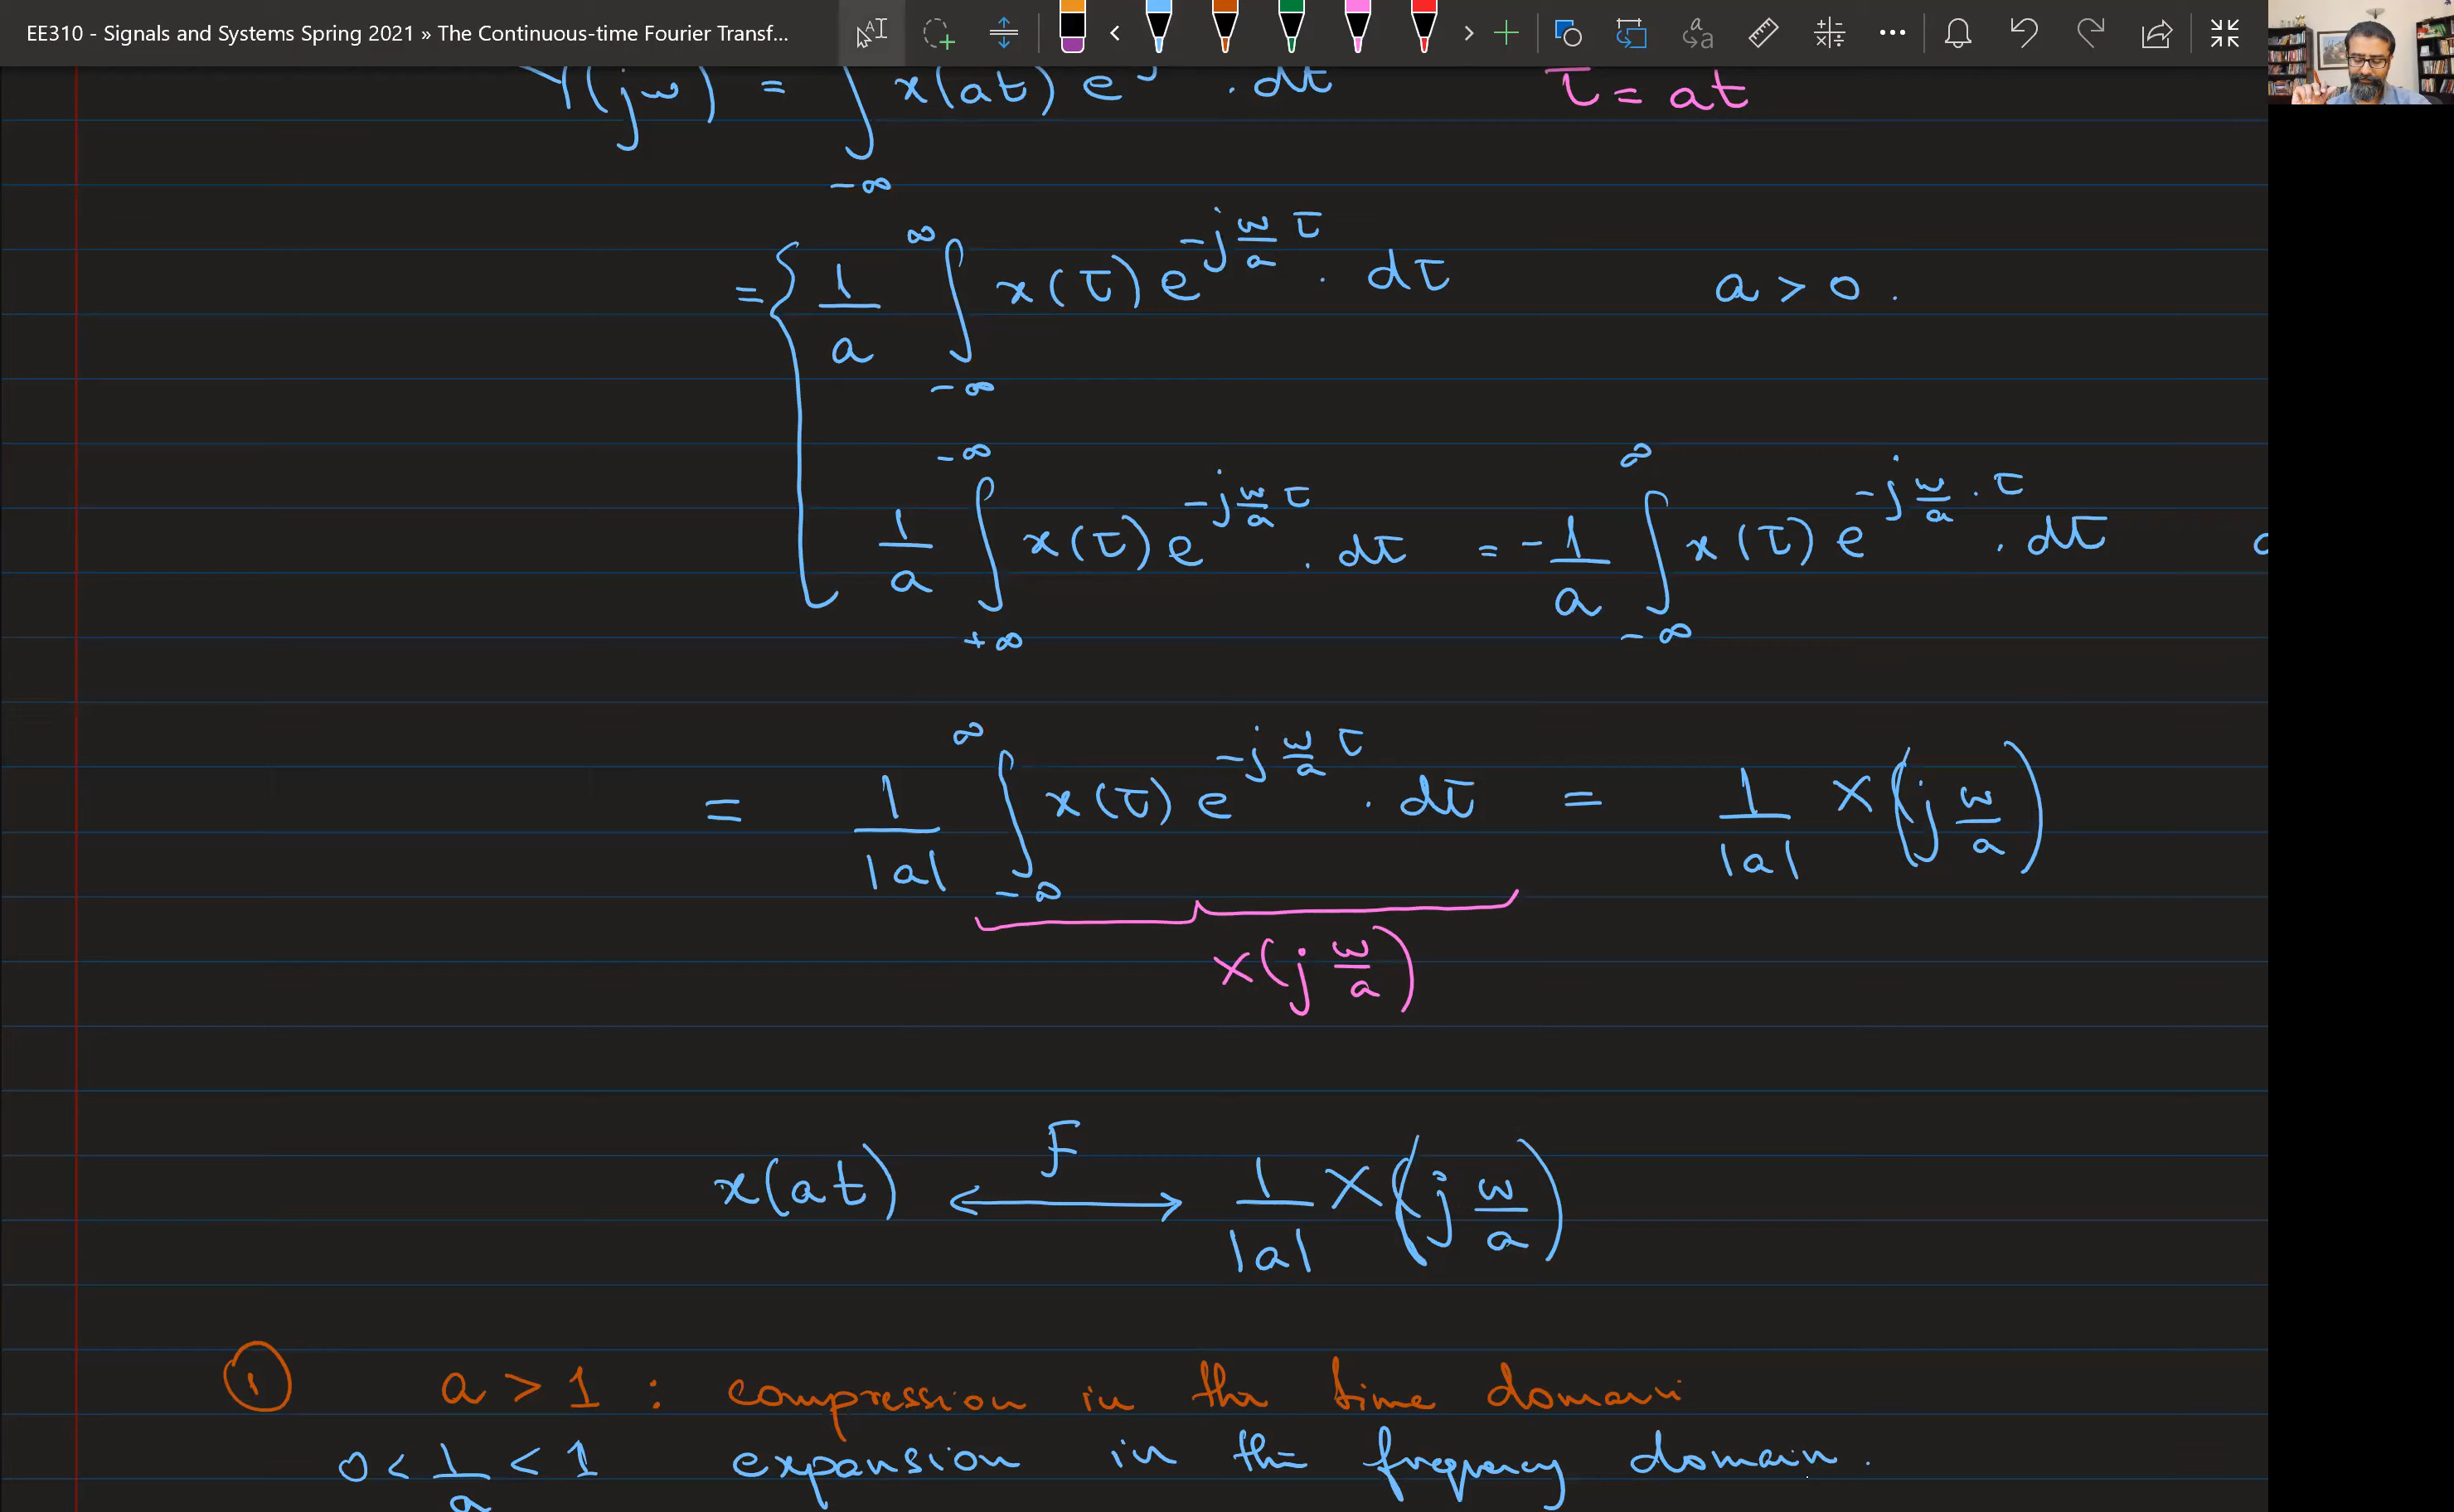 EE310 - Signals and Systems Spring 2021 » The Continuous-time Fourier Transf...
Y(jω) = ∫_{-∞} x(at) e^{j} . dt    τ = at
= { 1/a ∫_{-∞}^{∞} x(τ) e^{-j ω/a τ} . dτ    a > 0 .
1/a ∫_{+∞}^{-∞} x(τ) e^{-j ω/a τ} . dτ = - 1/a ∫_{-∞}^{∞} x(τ) e^{-j ω/a . τ} . dτ
= 1/|a| ∫_{-∞}^{∞} x(τ) e^{-j ω/a τ} . dτ = 1/|a| X(j ω/a)
X(j ω/a)
x(at) ⟷^{F} 1/|a| X(j ω/a)
① a > 1 : compression in the time domain
0 < 1/a < 1 expansion in the frequency domain .